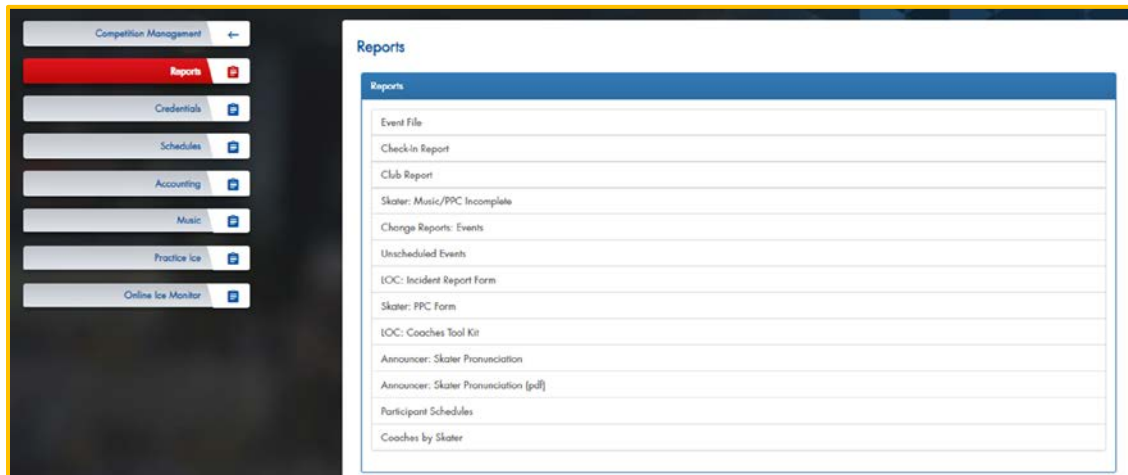 Competition Management
Reports
Credentials
Schedules
Accounting
Music
Practice Ice
Online Ice Monitor
Reports
Reports
Event File
Check-In Report
Club Report
Skater: Music/PPC Incomplete
Change Reports: Events
Unscheduled Events
LOC: Incident Report Form
Skater: PPC Form
LOC: Coaches Tool Kit
Announcer: Skater Pronunciation
Announcer: Skater Pronunciation (pdf)
Participant Schedules
Coaches by Skater